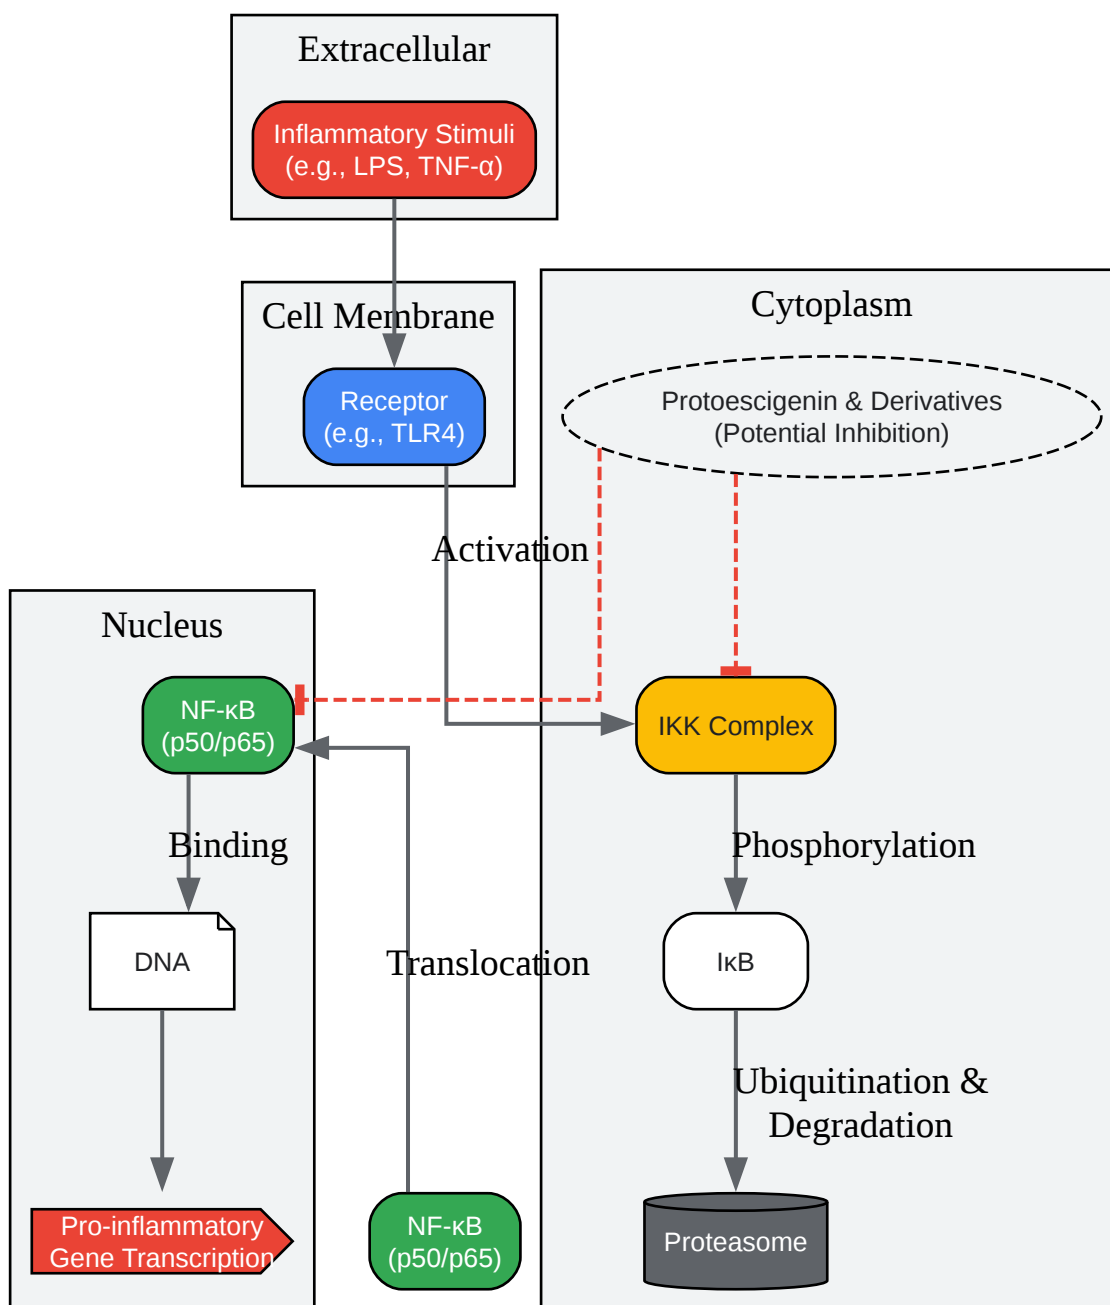 Extracellular
Inflammatory Stimuli
(e.g., LPS, TNF-α)
Cell Membrane
Receptor
(e.g., TLR4)
Cytoplasm
Protoescigenin & Derivatives
(Potential Inhibition)
Activation
Nucleus
NF-κB
(p50/p65)
IKK Complex
Binding
Phosphorylation
DNA
Translocation
IκB
Ubiquitination &
Degradation
Pro-inflammatory
Gene Transcription
NF-κB
(p50/p65)
Proteasome